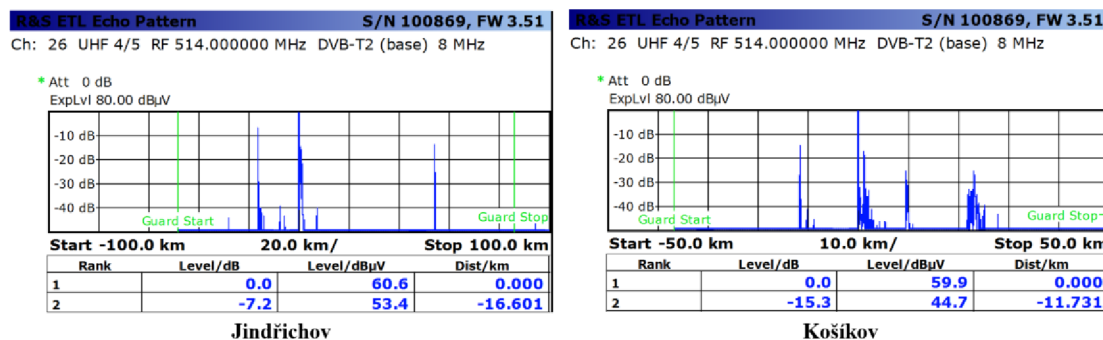 R&S ETL Echo Pattern S/N 100869, FW 3.51
Ch: 26 UHF 4/5 RF 514.000000 MHz DVB-T2 (base) 8 MHz
* Att 0 dB
ExpLvl 80.00 dBµV
-10 dB
-20 dB
-30 dB
-40 dB
Guard Start Guard Stop
Start -100.0 km 20.0 km/ Stop 100.0 km
Rank Level/dB Level/dBµV Dist/km
1 0.0 60.6 0.000
2 -7.2 53.4 -16.601
Jindřichov
R&S ETL Echo Pattern S/N 100869, FW 3.51
Ch: 26 UHF 4/5 RF 514.000000 MHz DVB-T2 (base) 8 MHz
* Att 0 dB
ExpLvl 80.00 dBµV
-10 dB
-20 dB
-30 dB
-40 dB
Guard Start Guard Stop
Start -50.0 km 10.0 km/ Stop 50.0 km
Rank Level/dB Level/dBµV Dist/km
1 0.0 59.9 0.000
2 -15.3 44.7 -11.731
Košíkov